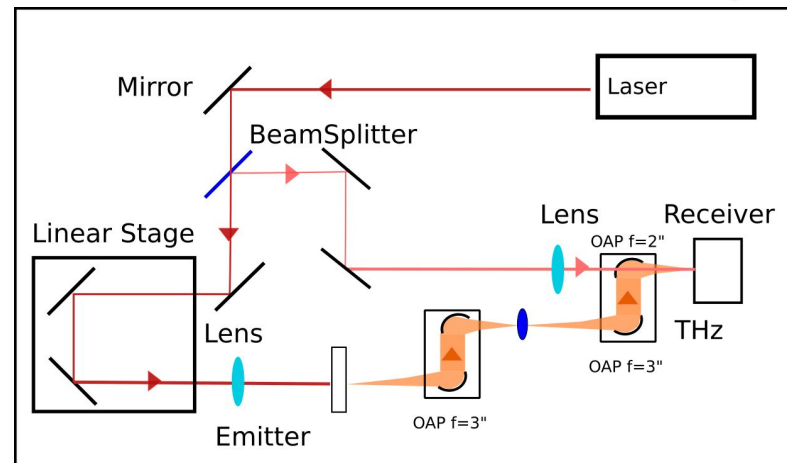 Mirror
Laser
BeamSplitter
Linear Stage
Lens
Receiver
OAP f=2"
Lens
THz
OAP f=3"
OAP f=3"
Emitter